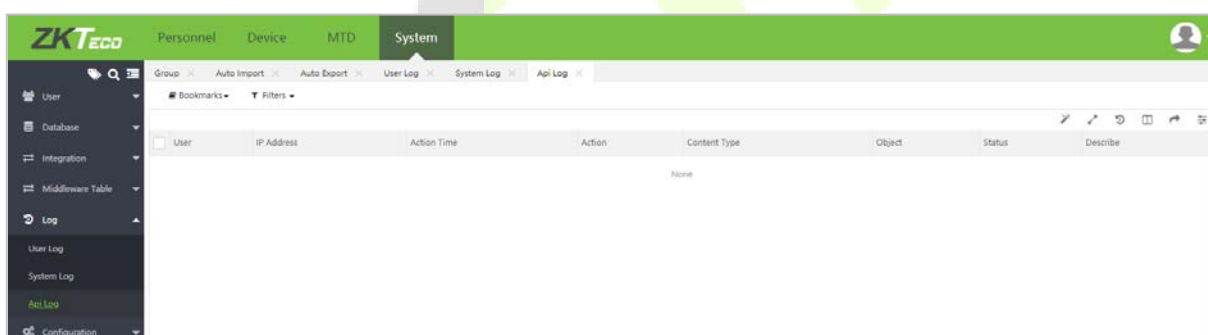 ZKTECO Personnel Device MTD System
Group Auto Import Auto Export User Log System Log Api Log
Bookmarks Filters
User
Database
Integration
Middleware Table
Log
User Log
System Log
Api Log
Configuration
User IP Address Action Time Action Content Type Object Status Describe
None